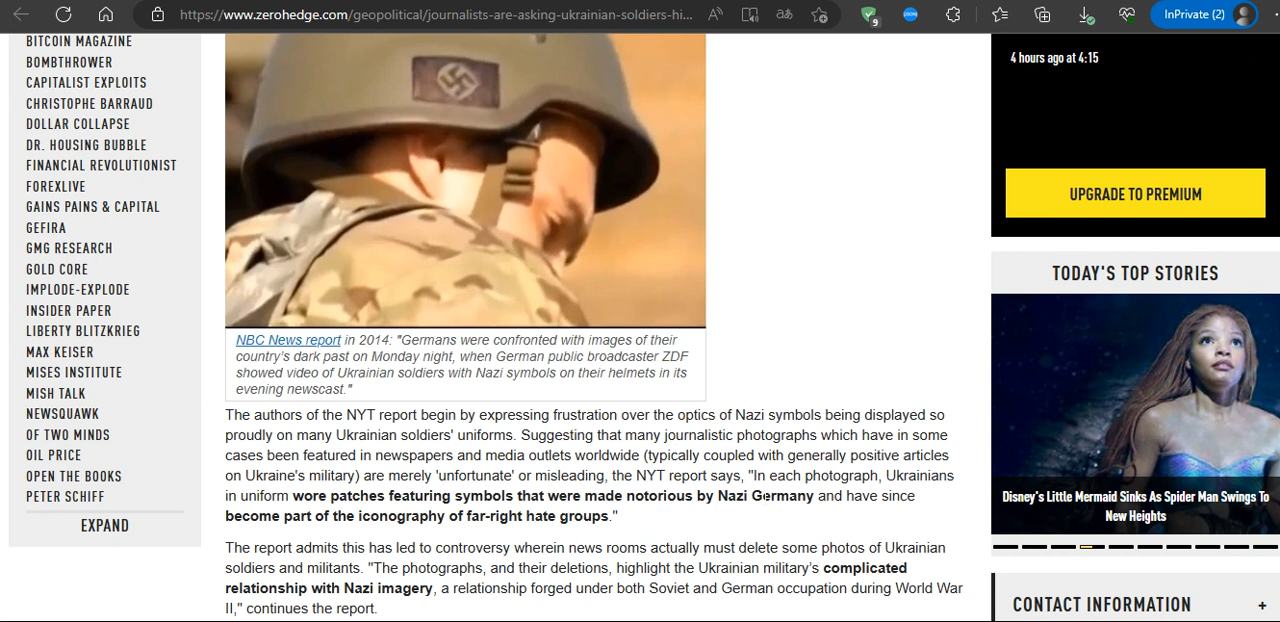 https://www.zerohedge.com/geopolitical/journalists-are-asking-ukrainian-soldiers-hi...
9
InPrivate (2)
BITCOIN MAGAZINE
BOMBTHROWER
CAPITALIST EXPLOITS
CHRISTOPHE BARRAUD
DOLLAR COLLAPSE
DR. HOUSING BUBBLE
FINANCIAL REVOLUTIONIST
FOREXLIVE
GAINS PAINS & CAPITAL
GEFIRA
GMG RESEARCH
GOLD CORE
IMPLODE-EXPLODE
INSIDER PAPER
LIBERTY BLITZKRIEG
MAX KEISER
MISES INSTITUTE
MISH TALK
NEWSQUAWK
OF TWO MINDS
OIL PRICE
OPEN THE BOOKS
PETER SCHIFF
EXPAND
NBC News report in 2014: "Germans were confronted with images of their
country's dark past on Monday night, when German public broadcaster ZDF
showed video of Ukrainian soldiers with Nazi symbols on their helmets in its
evening newscast."
The authors of the NYT report begin by expressing frustration over the optics of Nazi symbols being displayed so
proudly on many Ukrainian soldiers' uniforms. Suggesting that many journalistic photographs which have in some
cases been featured in newspapers and media outlets worldwide (typically coupled with generally positive articles
on Ukraine's military) are merely 'unfortunate' or misleading, the NYT report says, "In each photograph, Ukrainians
in uniform wore patches featuring symbols that were made notorious by Nazi Germany and have since
become part of the iconography of far-right hate groups."
The report admits this has led to controversy wherein news rooms actually must delete some photos of Ukrainian
soldiers and militants. "The photographs, and their deletions, highlight the Ukrainian military's complicated
relationship with Nazi imagery, a relationship forged under both Soviet and German occupation during World War
II," continues the report.
4 hours ago at 4:15
UPGRADE TO PREMIUM
TODAY'S TOP STORIES
Disney's Little Mermaid Sinks As Spider Man Swings To
New Heights
CONTACT INFORMATION +